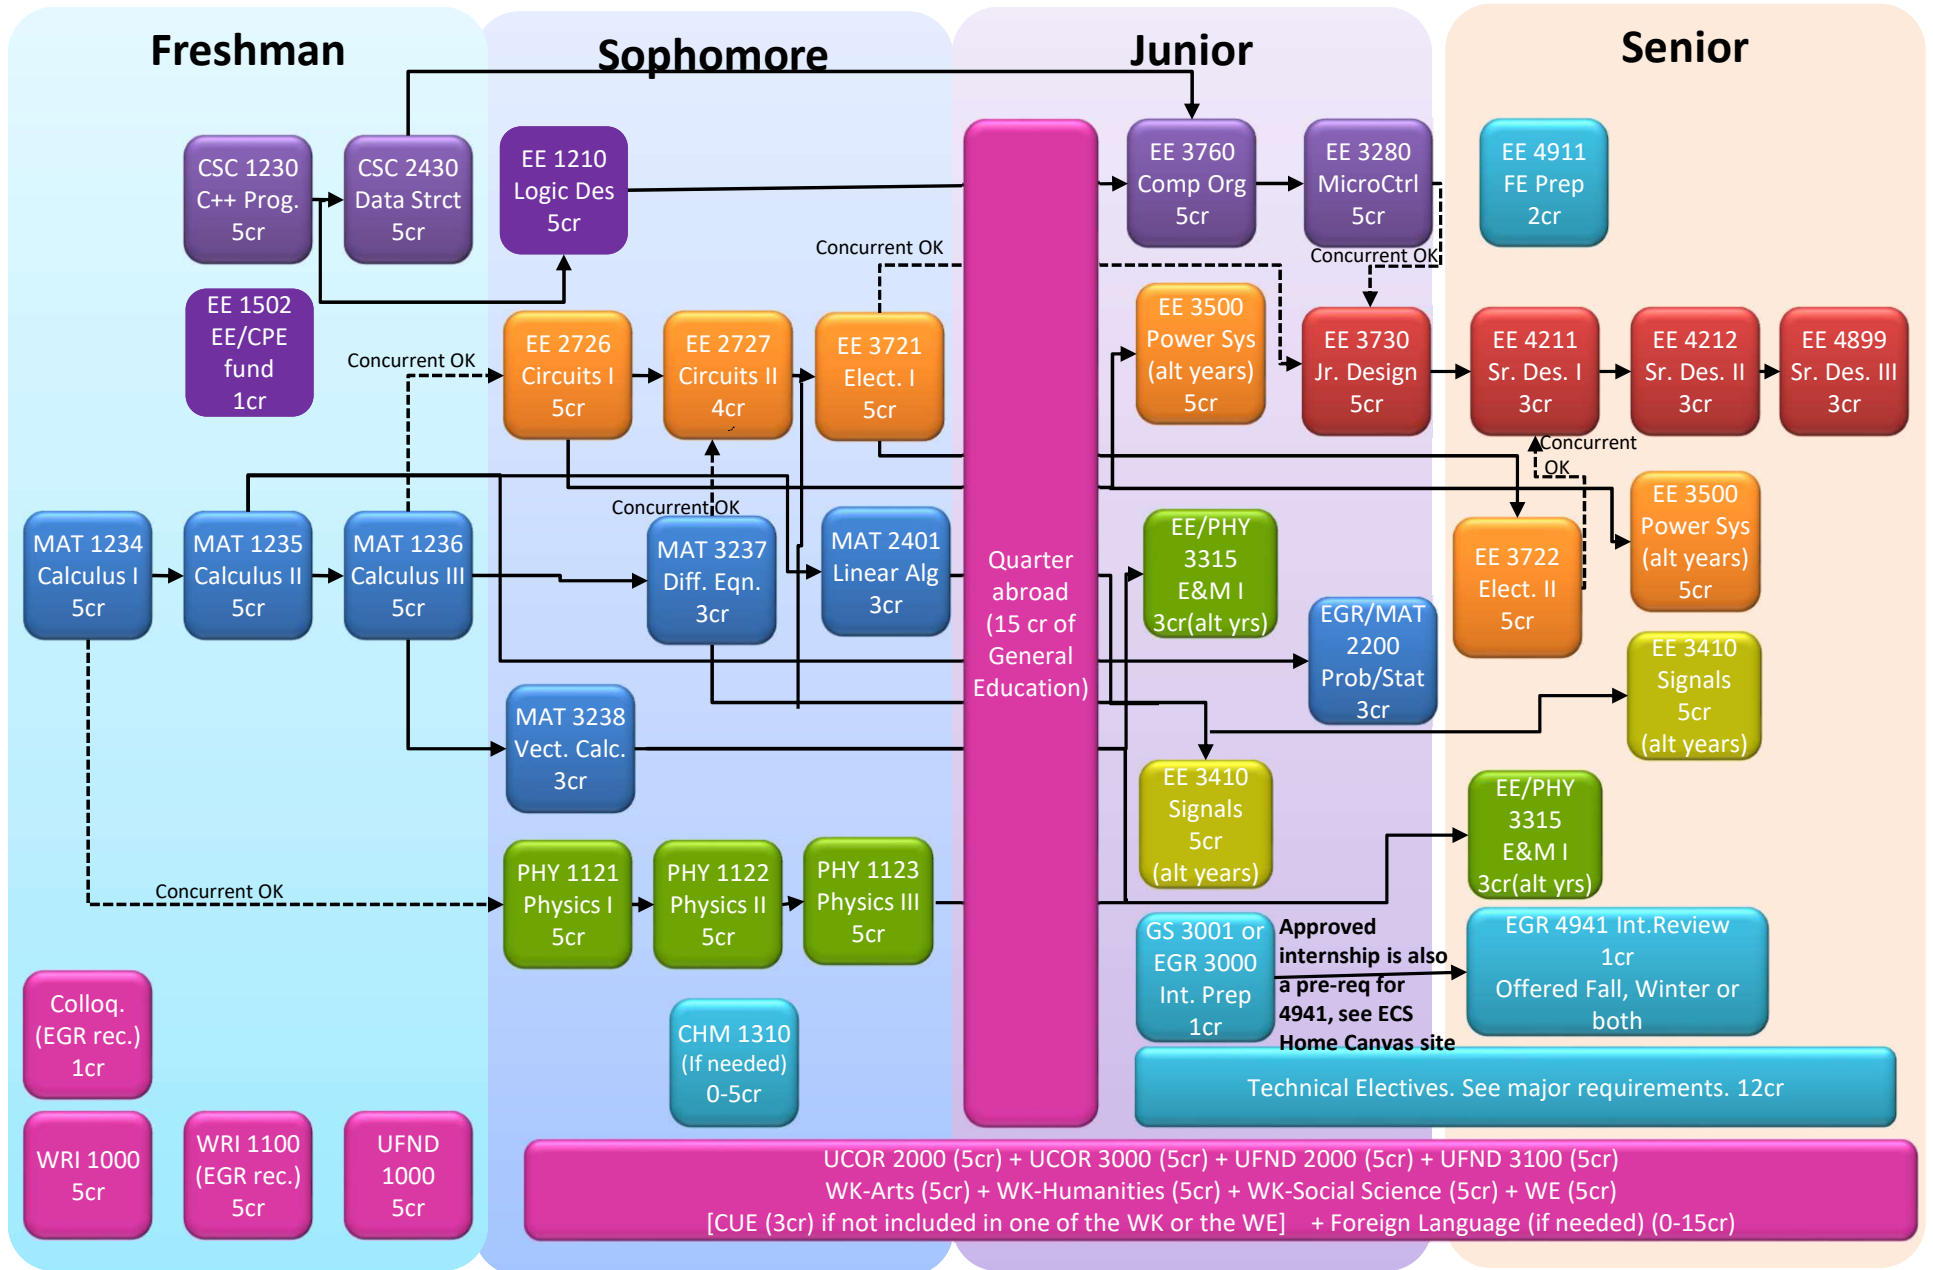 Freshman
Sophomore
Junior
Senior
CSC 1230
C++ Prog.
5cr
CSC 2430
Data Strct
5cr
EE 1210
Logic Des
5cr
EE 3760
Comp Org
5cr
EE 3280
MicroCtrl
5cr
EE 4911
FE Prep
2cr
Concurrent OK
Concurrent OK
EE 1502
EE/CPE
fund
1cr
Concurrent OK
EE 2726
Circuits I
5cr
EE 2727
Circuits II
4cr
EE 3721
Elect. I
5cr
EE 3500
Power Sys
(alt years)
5cr
EE 3730
Jr. Design
5cr
EE 4211
Sr. Des. I
3cr
EE 4212
Sr. Des. II
3cr
EE 4899
Sr. Des. III
3cr
Concurrent
OK
Concurrent OK
MAT 1234
Calculus I
5cr
MAT 1235
Calculus II
5cr
MAT 1236
Calculus III
5cr
MAT 3237
Diff. Eqn.
3cr
MAT 2401
Linear Alg
3cr
Quarter
abroad
(15 cr of
General
Education)
EE/PHY
3315
E&M I
3cr(alt yrs)
EGR/MAT
2200
Prob/Stat
3cr
EE 3722
Elect. II
5cr
EE 3500
Power Sys
(alt years)
5cr
EE 3410
Signals
5cr
(alt years)
MAT 3238
Vect. Calc.
3cr
EE 3410
Signals
5cr
(alt years)
EE/PHY
3315
E&M I
3cr(alt yrs)
Concurrent OK
PHY 1121
Physics I
5cr
PHY 1122
Physics II
5cr
PHY 1123
Physics III
5cr
GS 3001 or
EGR 3000
Int. Prep
1cr
Approved
internship is also
a pre-req for
4941, see ECS
Home Canvas site
EGR 4941 Int.Review
1cr
Offered Fall, Winter or
both
Colloq.
(EGR rec.)
1cr
CHM 1310
(If needed)
0-5cr
Technical Electives. See major requirements. 12cr
WRI 1000
5cr
WRI 1100
(EGR rec.)
5cr
UFND
1000
5cr
UCOR 2000 (5cr) + UCOR 3000 (5cr) + UFND 2000 (5cr) + UFND 3100 (5cr)
WK-Arts (5cr) + WK-Humanities (5cr) + WK-Social Science (5cr) + WE (5cr)
[CUE (3cr) if not included in one of the WK or the WE] + Foreign Language (if needed) (0-15cr)